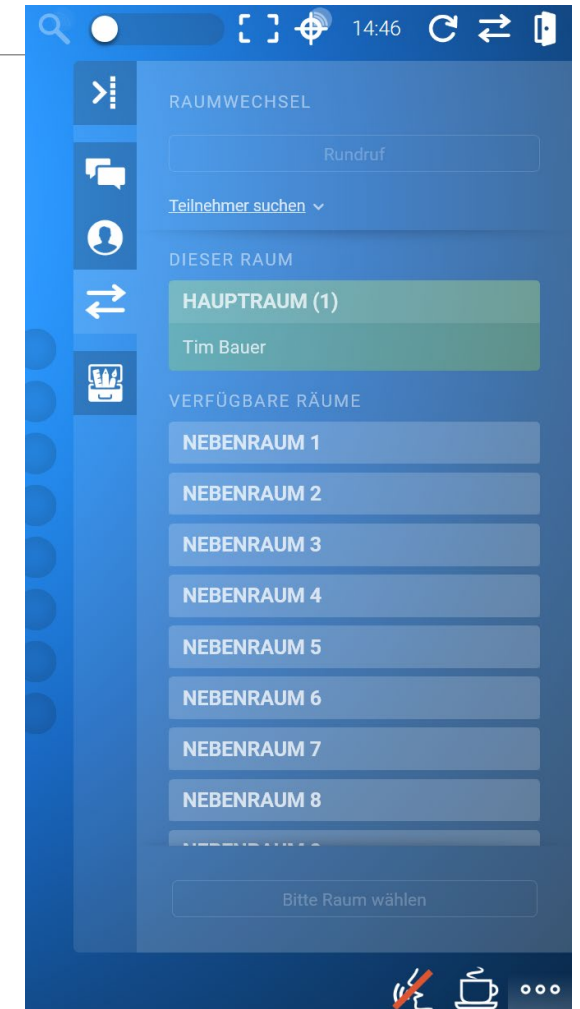 14:46
RAUMWECHSEL
Rundruf
Teilnehmer suchen
DIESER RAUM
HAUPTRAUM (1)
Tim Bauer
VERFÜGBARE RÄUME
NEBENRAUM 1
NEBENRAUM 2
NEBENRAUM 3
NEBENRAUM 4
NEBENRAUM 5
NEBENRAUM 6
NEBENRAUM 7
NEBENRAUM 8
Bitte Raum wählen